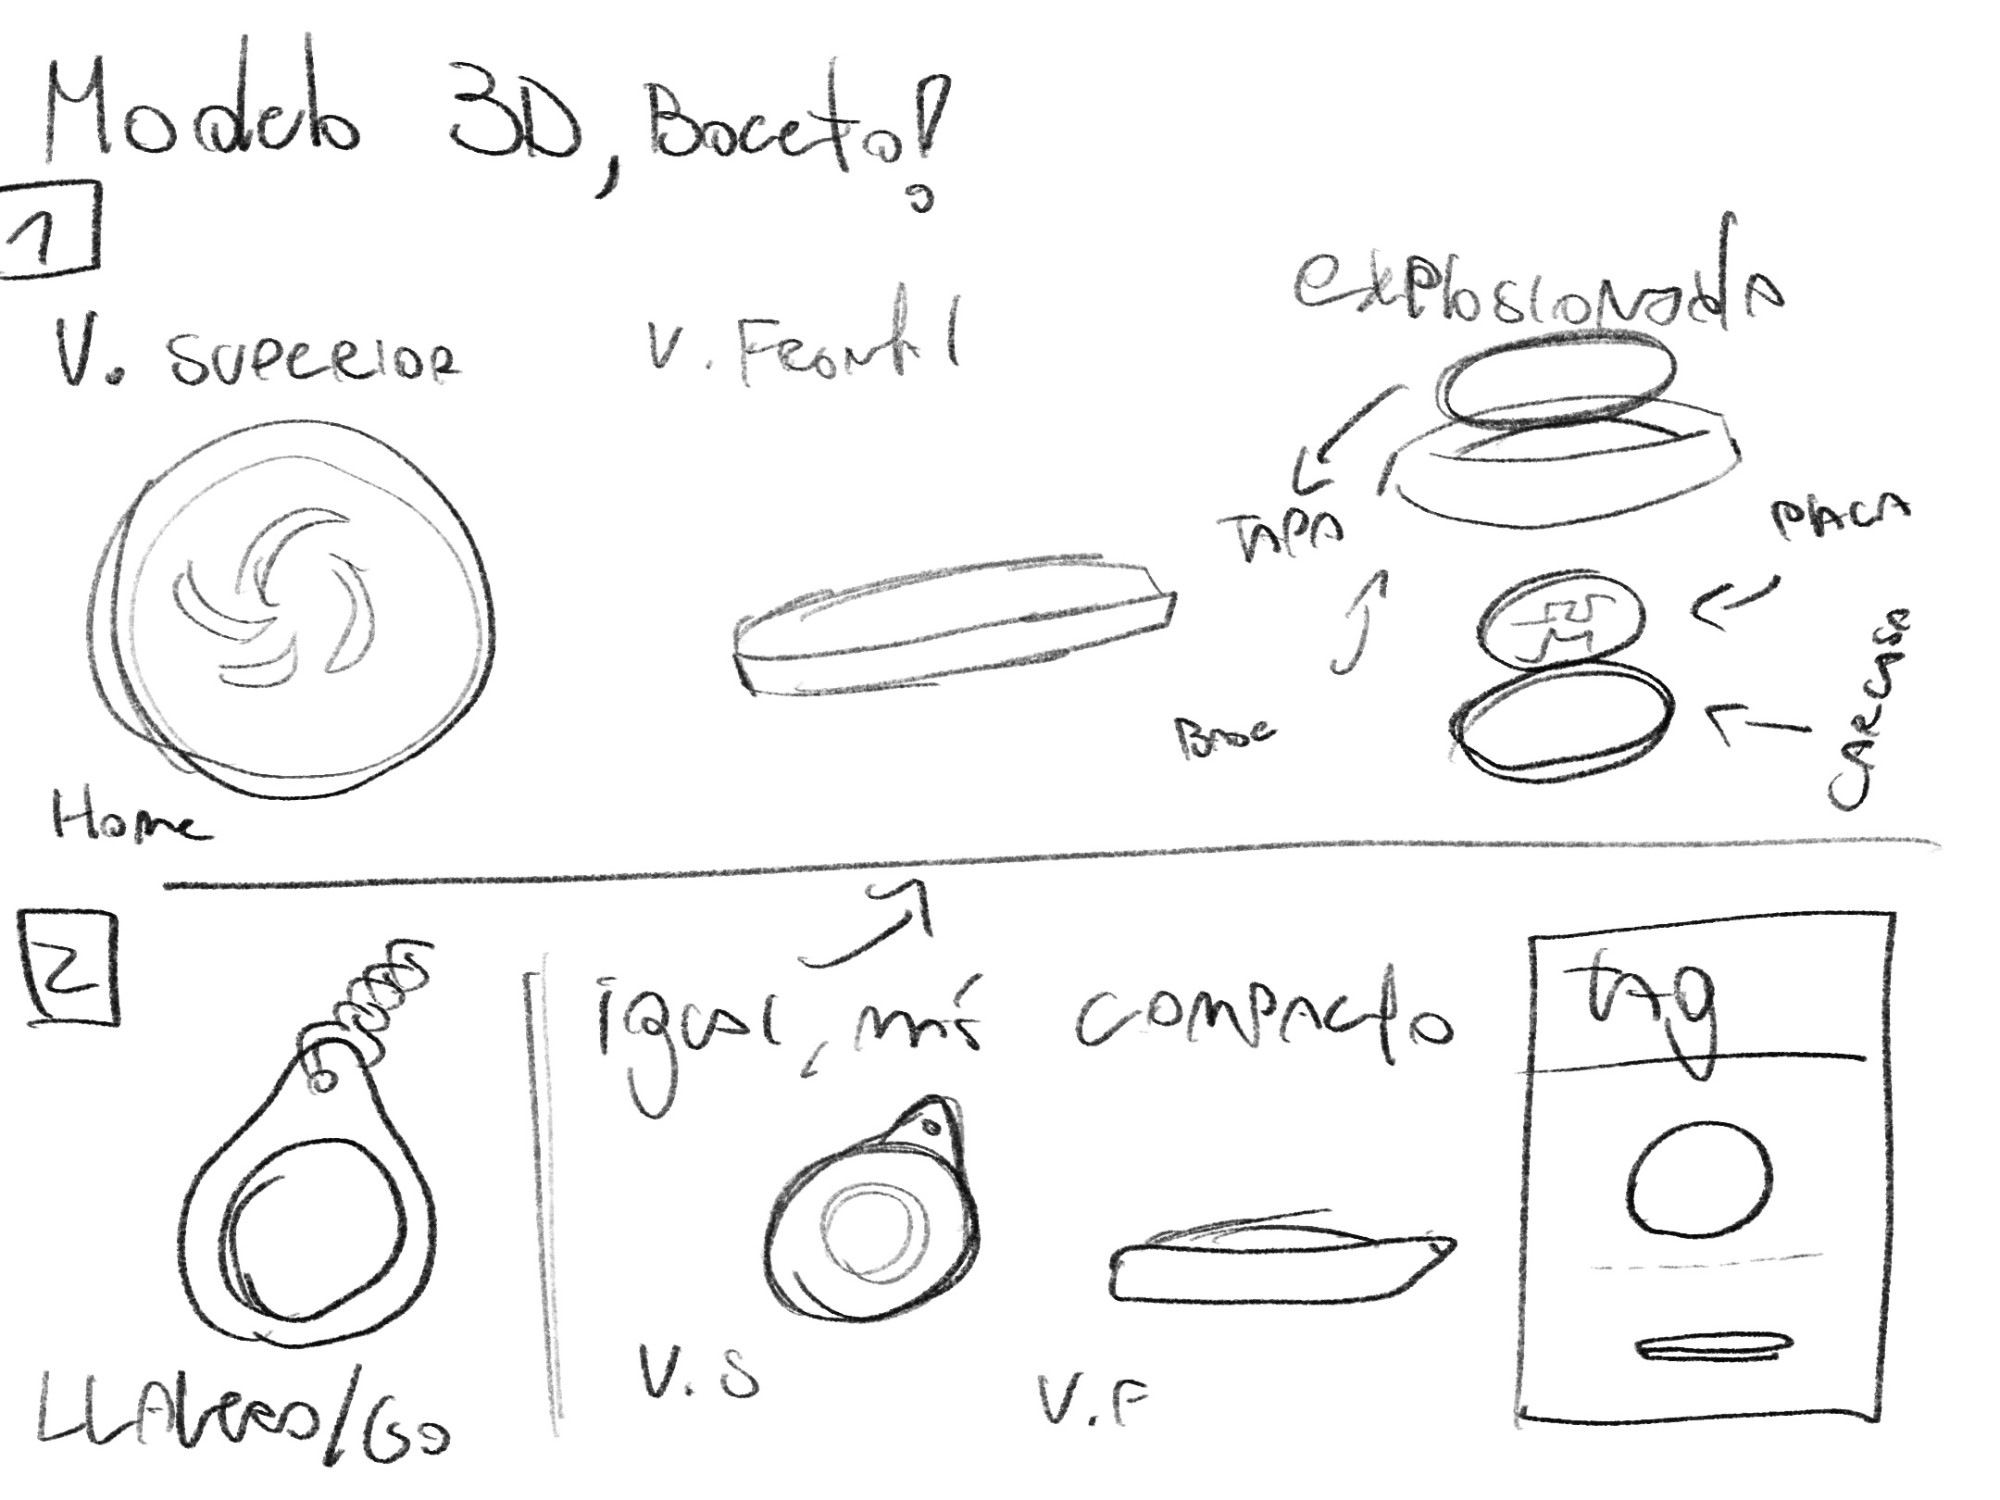 Modelo 3D, Boceto!
1
V. SUPERIOR
V. Frontal
explosionada
TAPA
PLACA
Base
CARCASA
Home
2
igual, más compacto
tag
V.S
V.F
LLAVERO/Go